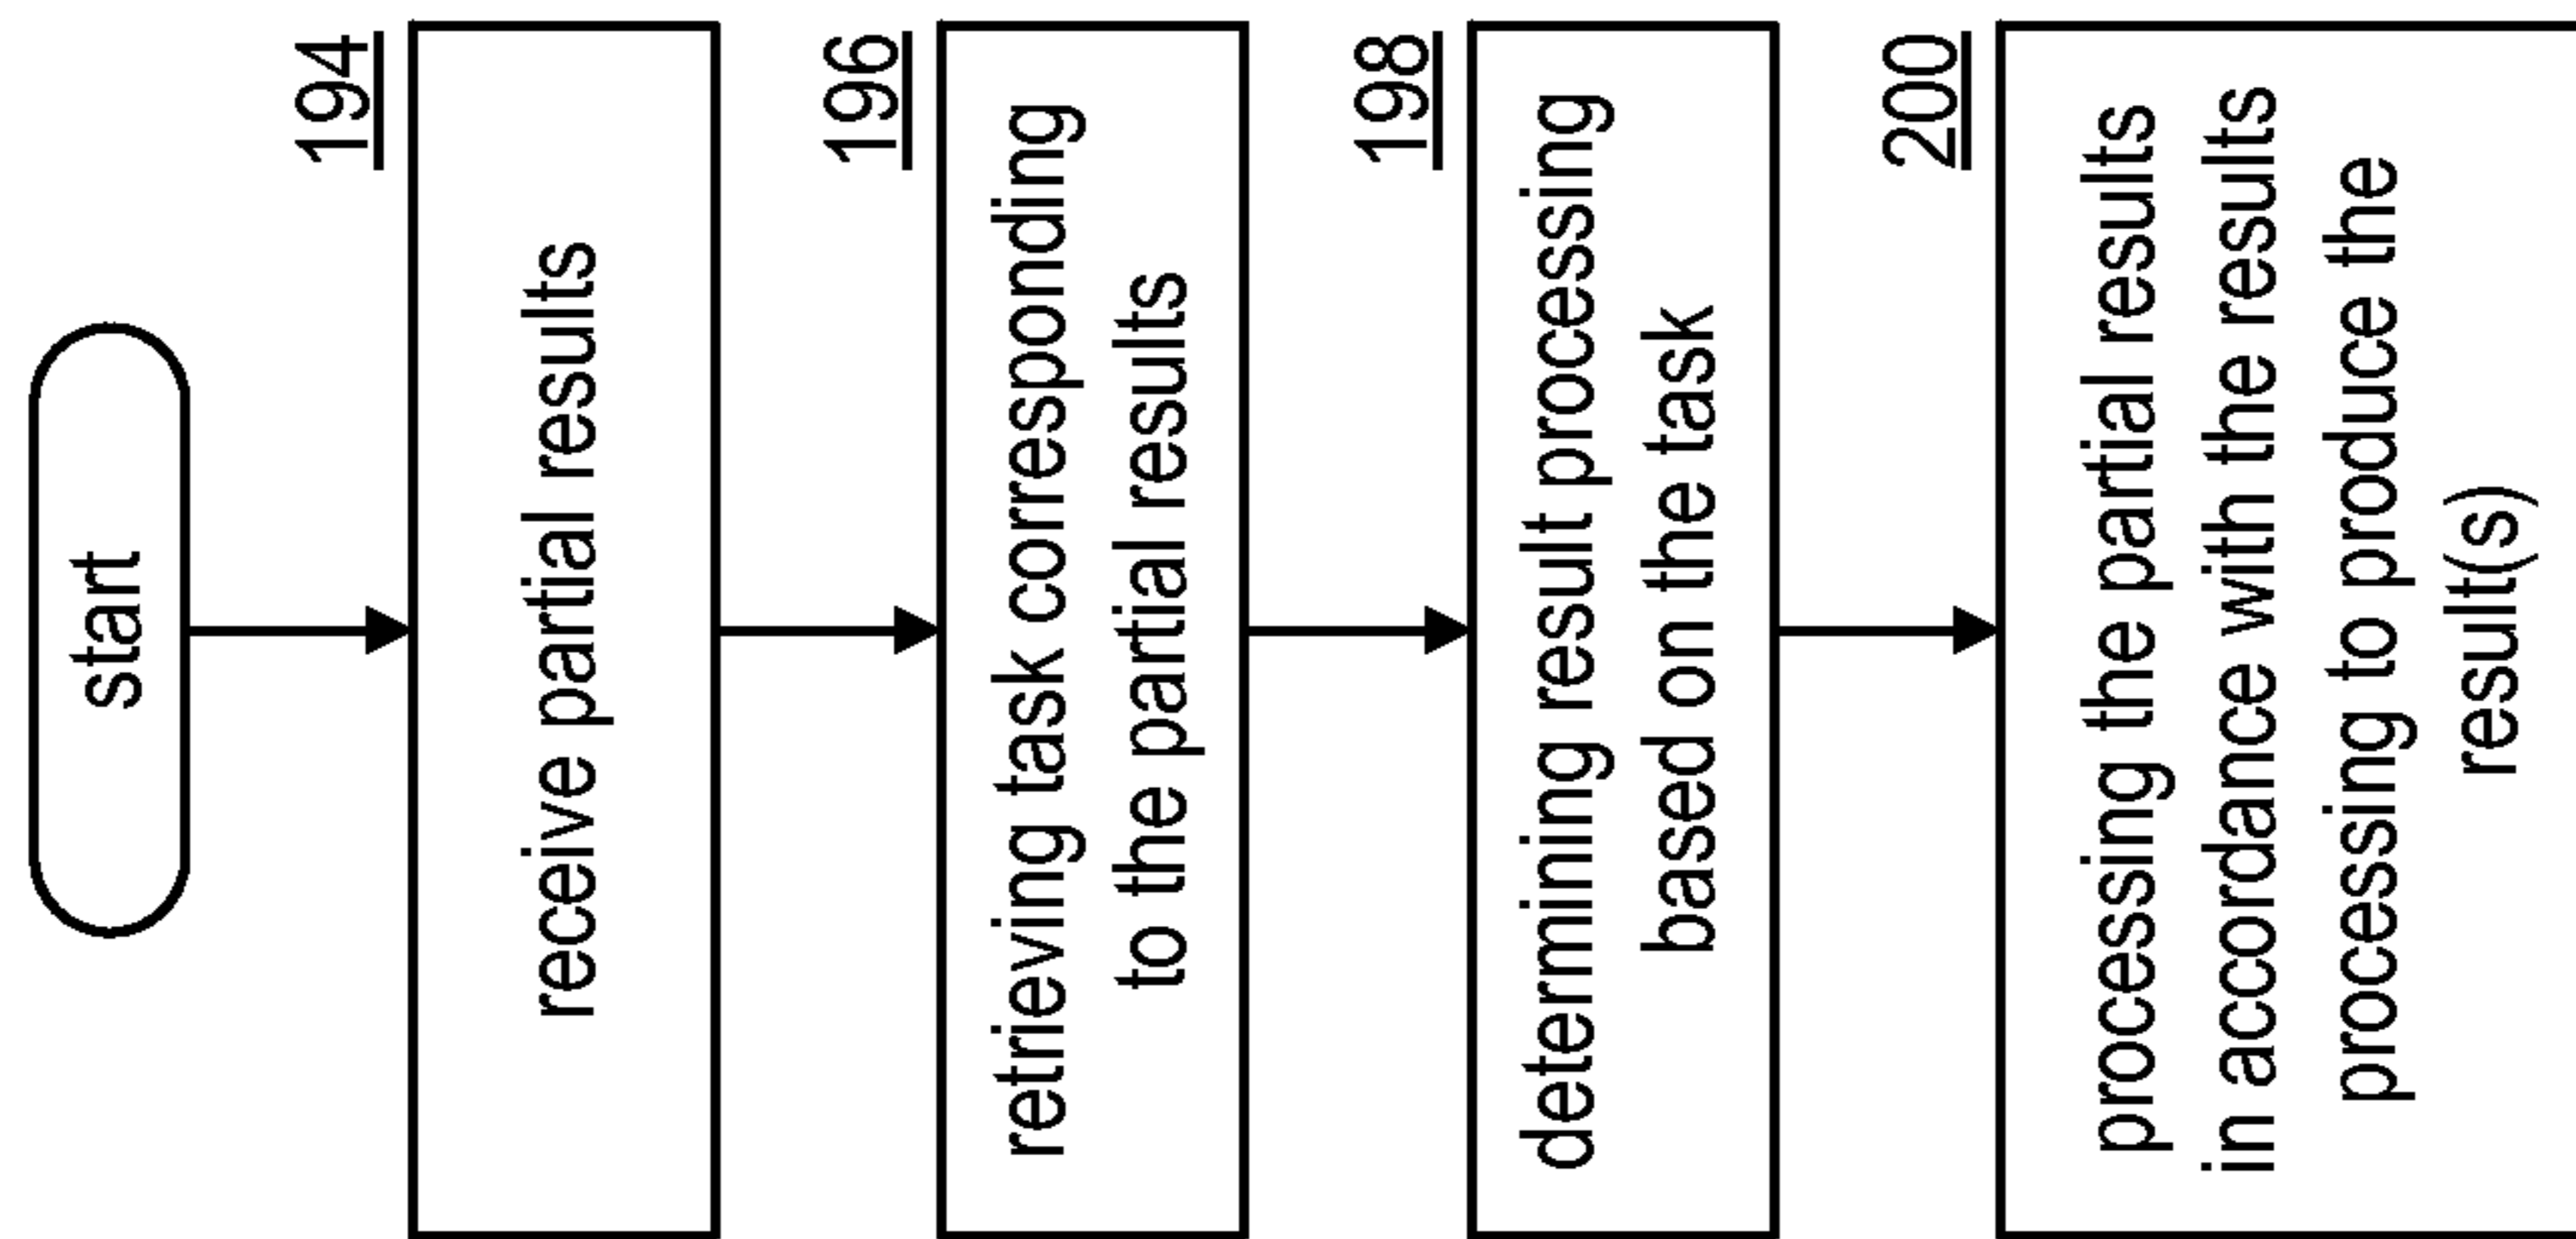 start
194
receive partial results
196
retrieving task corresponding
to the partial results
198
determining result processing
based on the task
200
processing the partial results
in accordance with the results
processing to produce the
result(s)